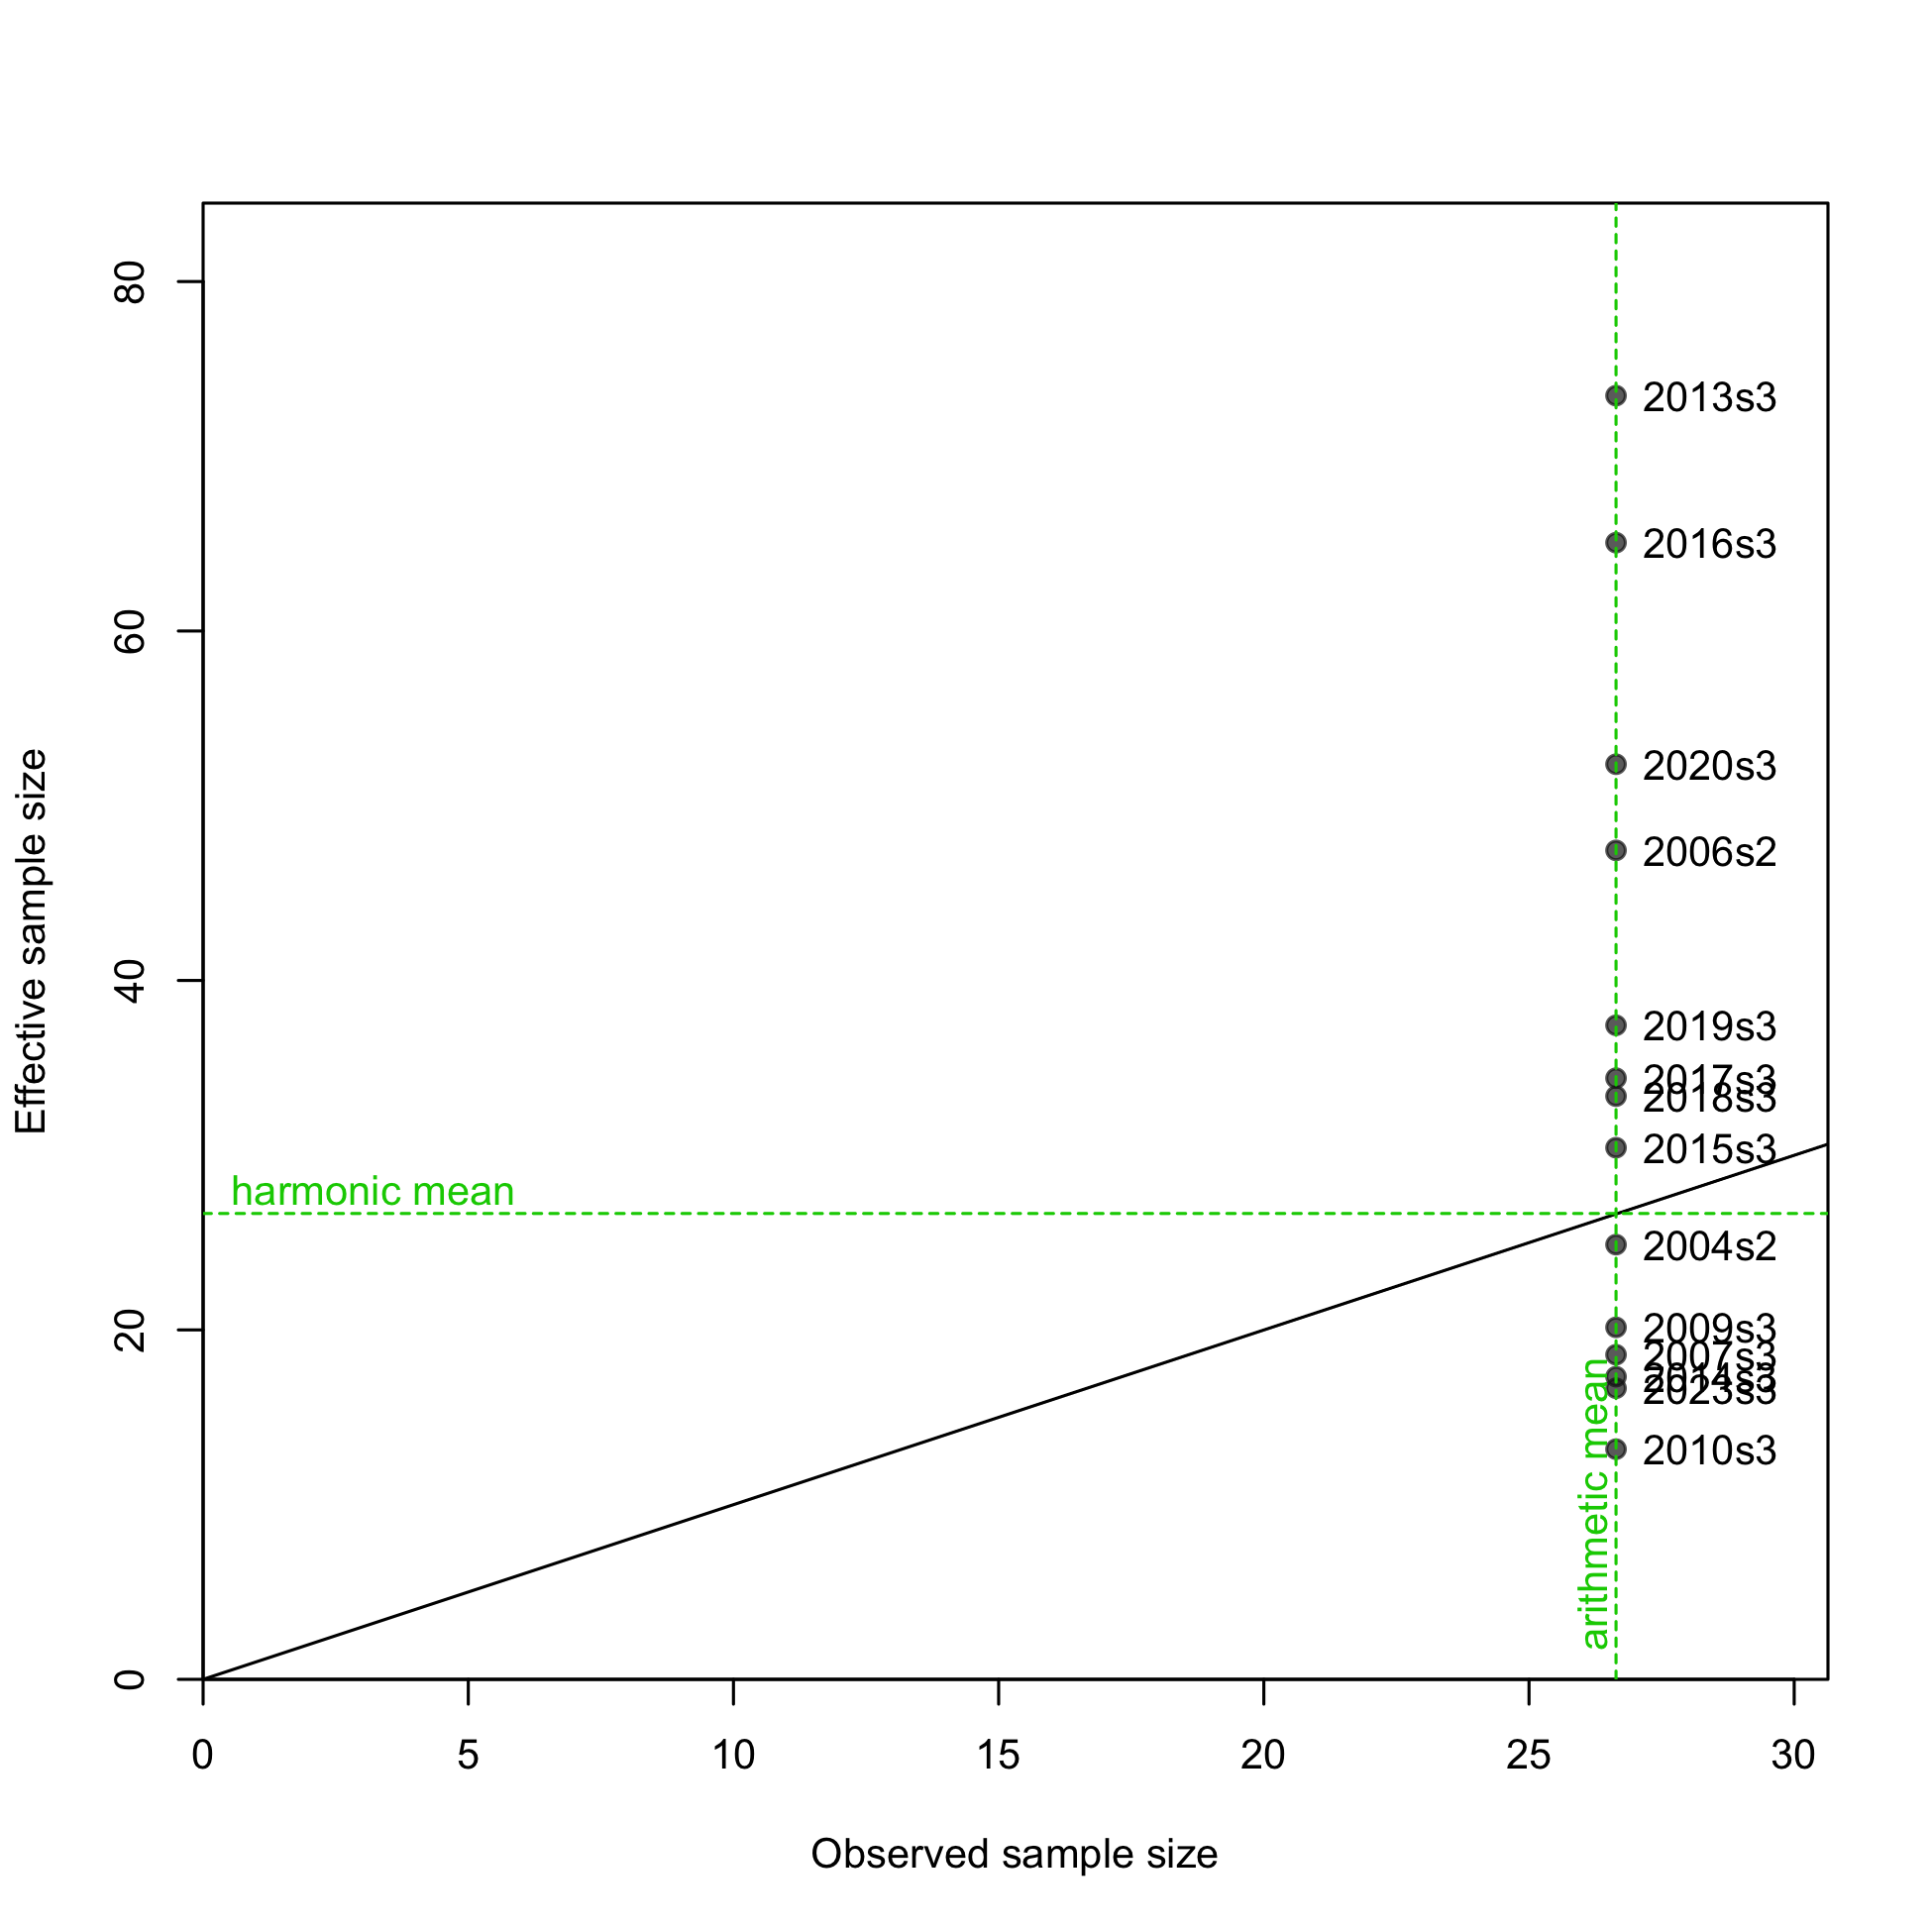 80
60
40
20
0
Effective sample size
2013s3
2016s3
2020s3
2006s2
2019s3
2017s3
2018s3
2015s3
harmonic mean
2004s2
2009s3
2007s3
2023s3
2010s3
arithmetic mean
0 5 10 15 20 25 30
Observed sample size